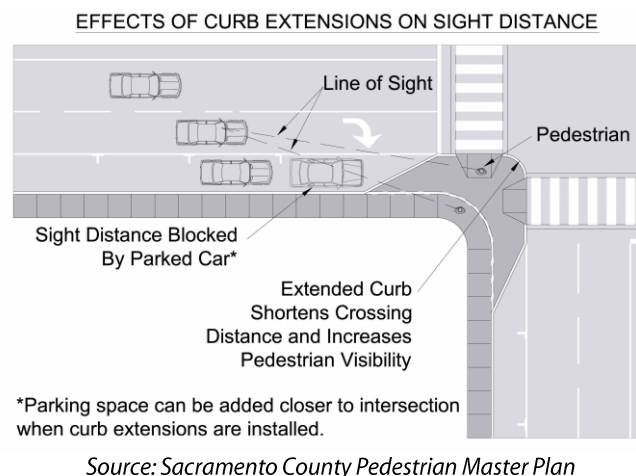 EFFECTS OF CURB EXTENSIONS ON SIGHT DISTANCE
Line of Sight
Pedestrian
Sight Distance Blocked
By Parked Car*
Extended Curb
Shortens Crossing
Distance and Increases
Pedestrian Visibility
*Parking space can be added closer to intersection
when curb extensions are installed.
Source: Sacramento County Pedestrian Master Plan